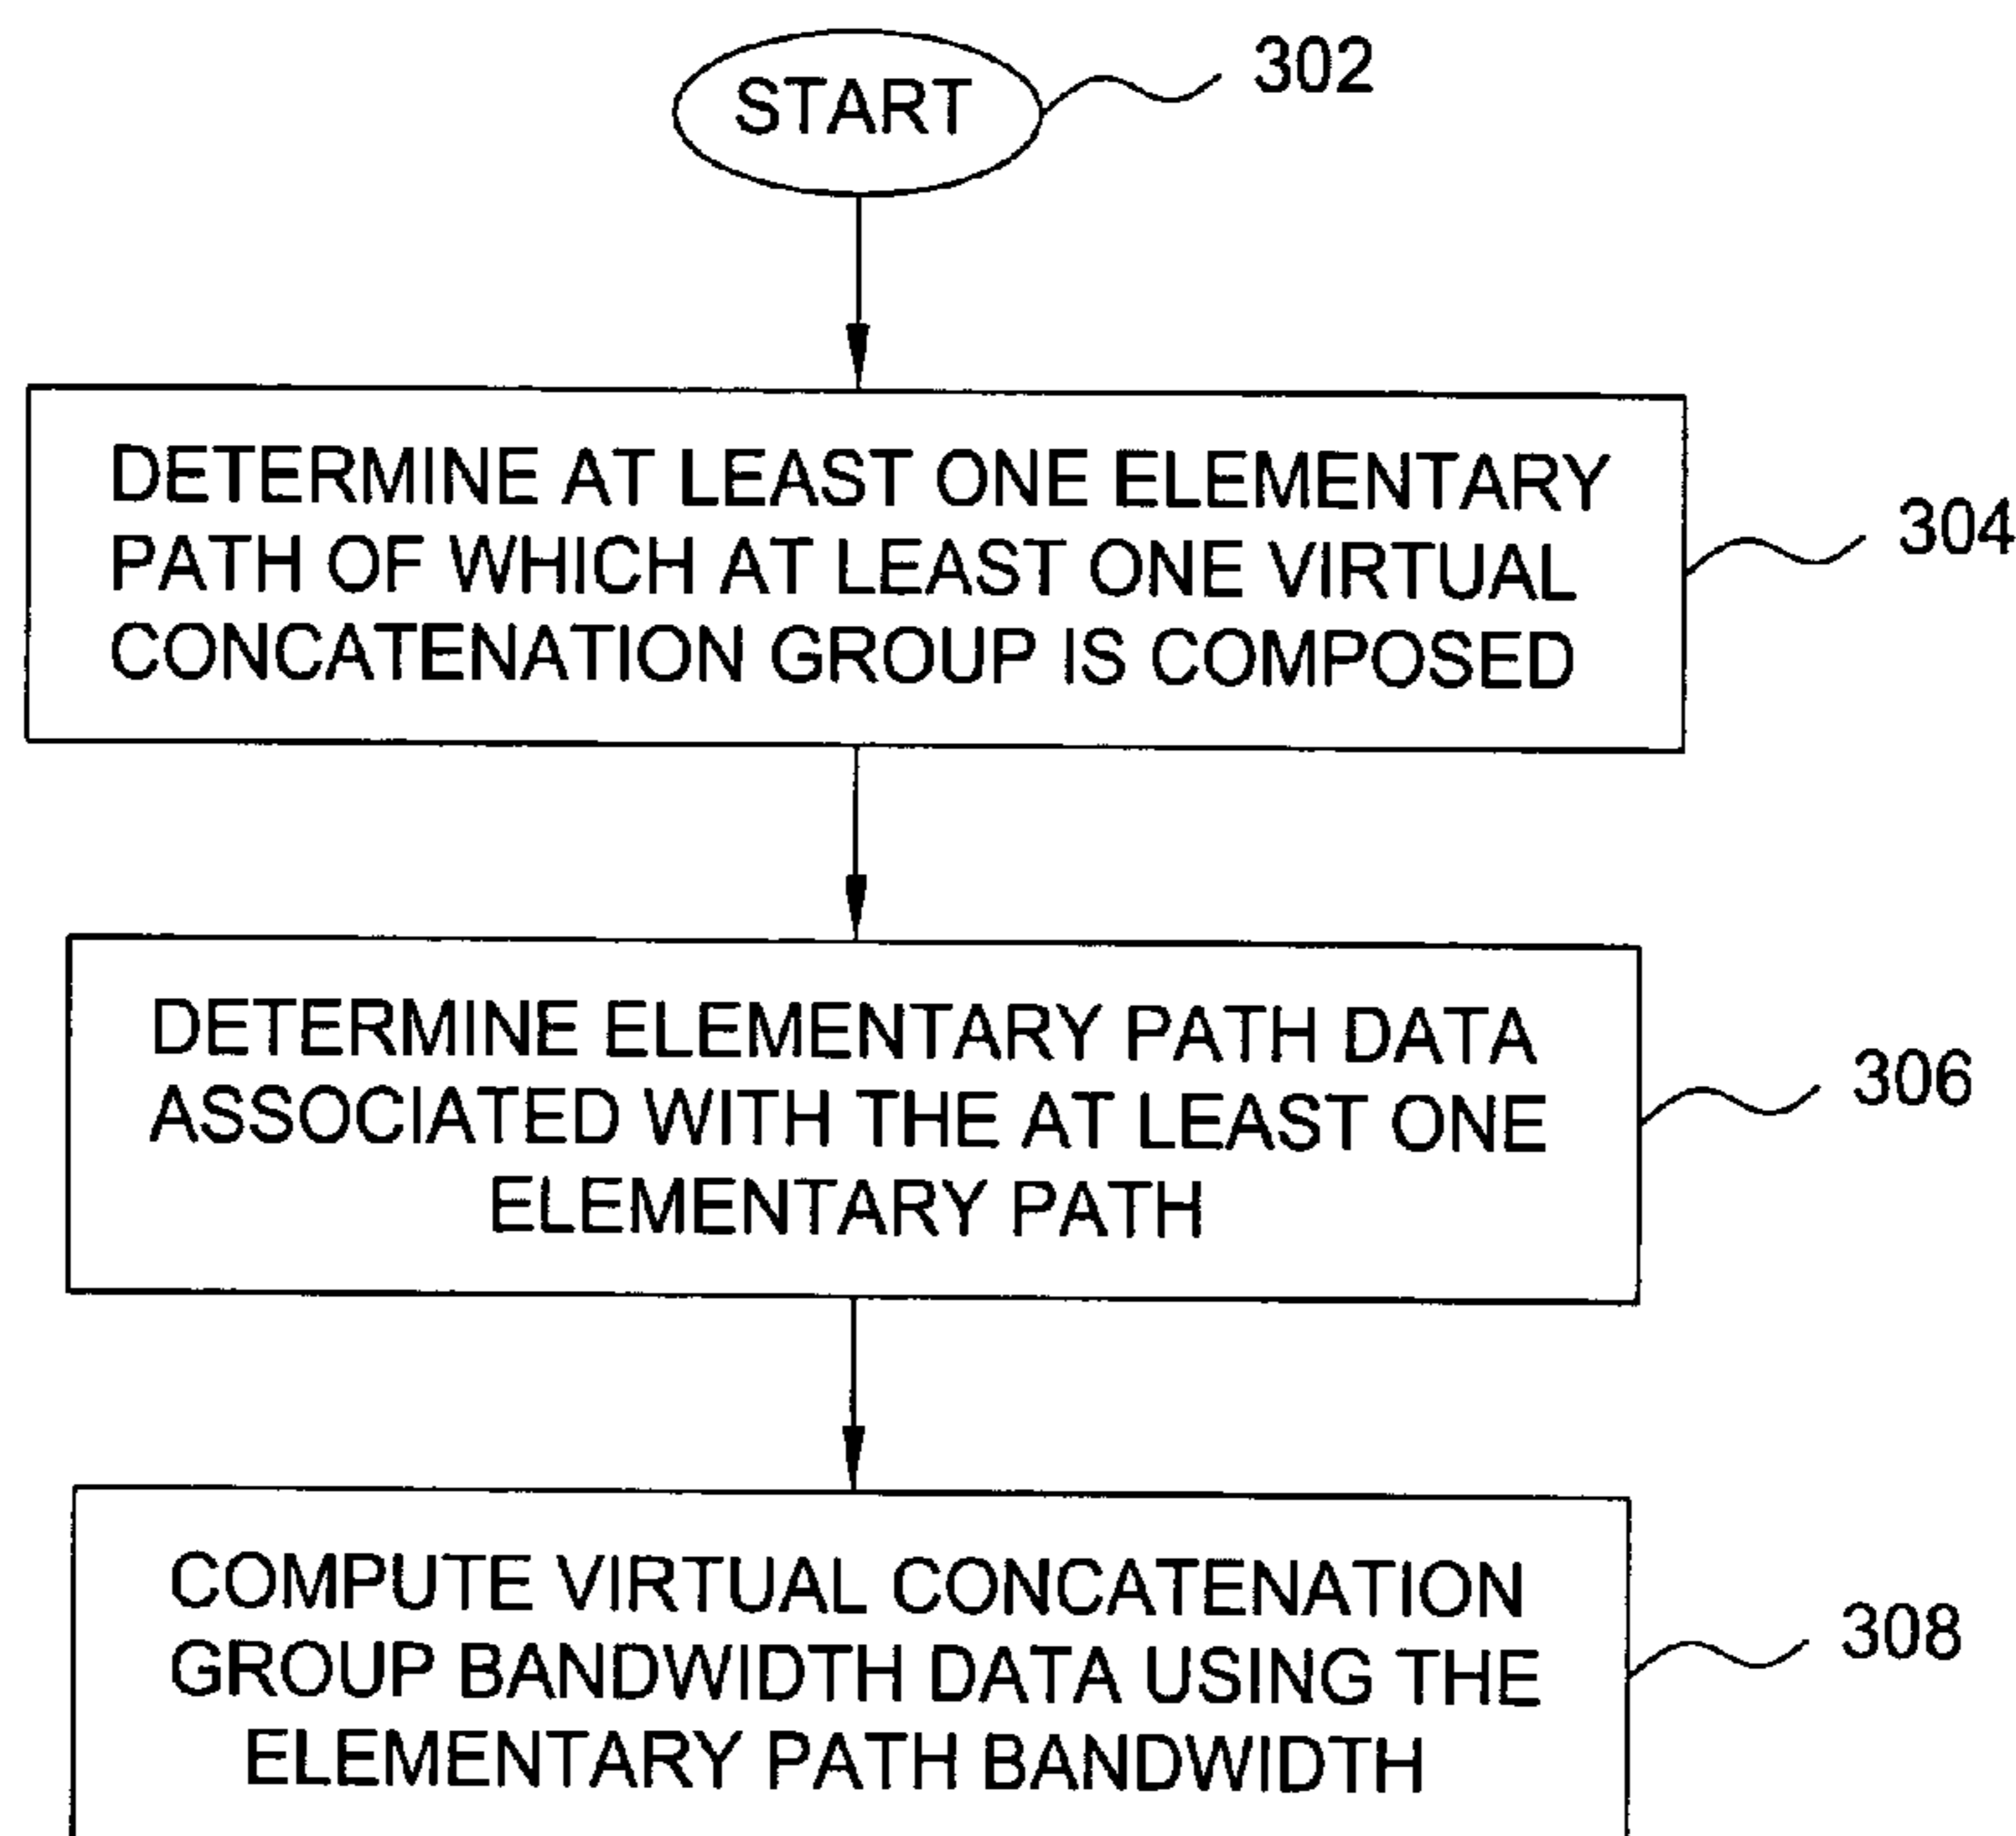 START
302
DETERMINE AT LEAST ONE ELEMENTARY
PATH OF WHICH AT LEAST ONE VIRTUAL
CONCATENATION GROUP IS COMPOSED
304
DETERMINE ELEMENTARY PATH DATA
ASSOCIATED WITH THE AT LEAST ONE
ELEMENTARY PATH
306
COMPUTE VIRTUAL CONCATENATION
GROUP BANDWIDTH DATA USING THE
ELEMENTARY PATH BANDWIDTH
308